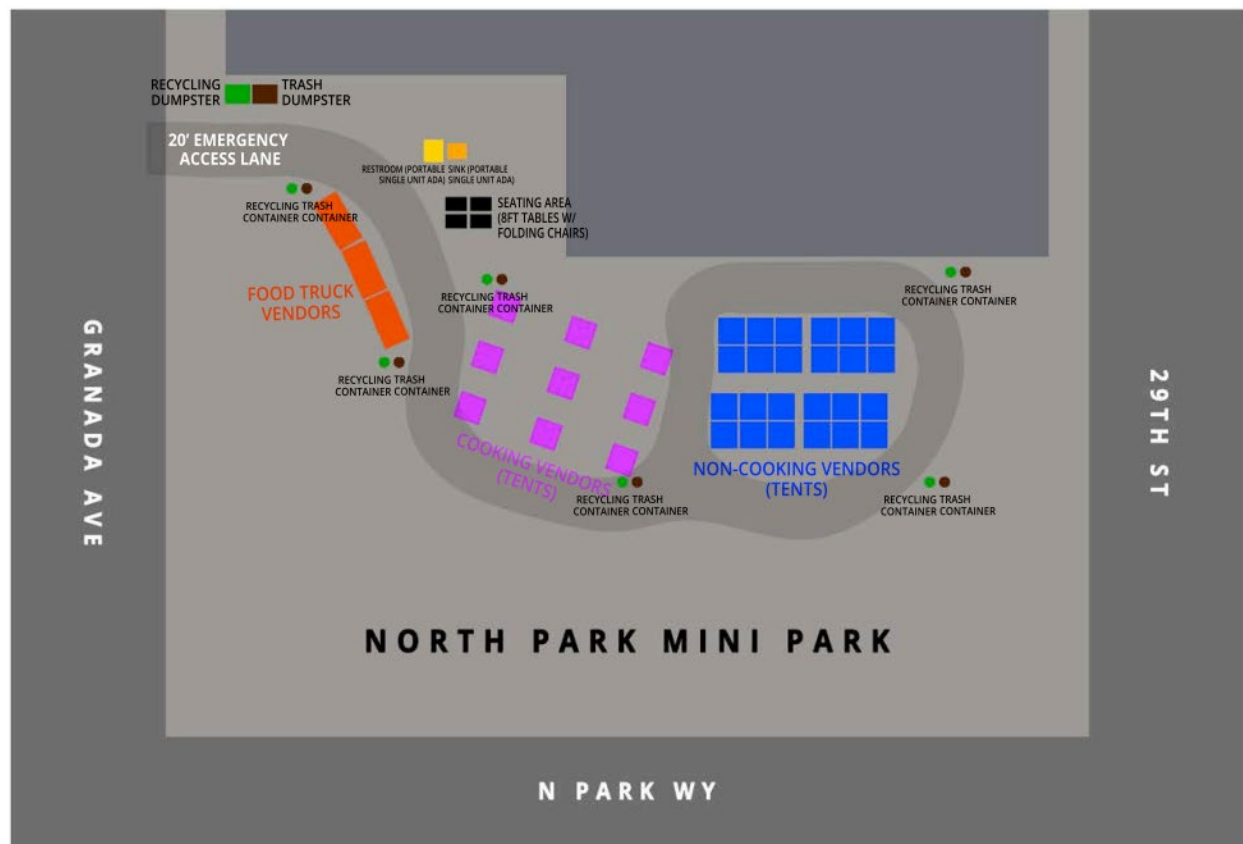 RECYCLING
DUMPSTER
TRASH
DUMPSTER
20' EMERGENCY
ACCESS LANE
RESTROOM (PORTABLE
SINGLE UNIT ADA)
SINK (PORTABLE
SINGLE UNIT ADA)
RECYCLING TRASH
CONTAINER CONTAINER
SEATING AREA
(8FT TABLES W/
FOLDING CHAIRS)
FOOD TRUCK
VENDORS
RECYCLING TRASH
CONTAINER CONTAINER
RECYCLING TRASH
CONTAINER CONTAINER
RECYCLING TRASH
CONTAINER CONTAINER
GRANADA AVE
29TH ST
COOKING VENDORS
(TENTS)
NON-COOKING VENDORS
(TENTS)
RECYCLING TRASH
CONTAINER CONTAINER
RECYCLING TRASH
CONTAINER CONTAINER
NORTH PARK MINI PARK
N PARK WY